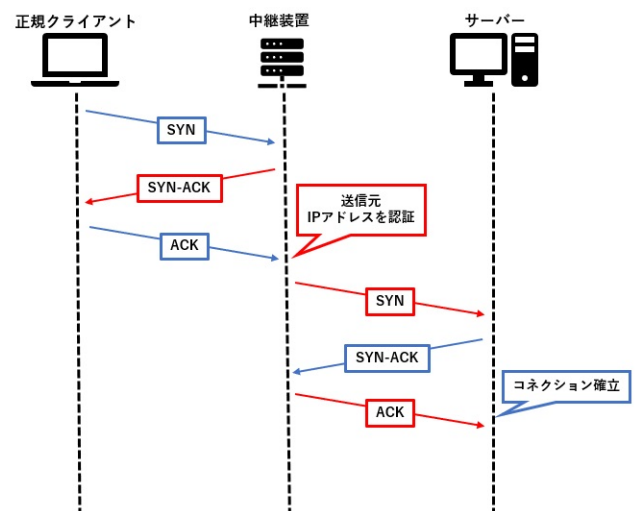 正規クライアント
中継装置
サーバー
SYN
SYN-ACK
送信元
IPアドレスを認証
ACK
SYN
SYN-ACK
コネクション確立
ACK